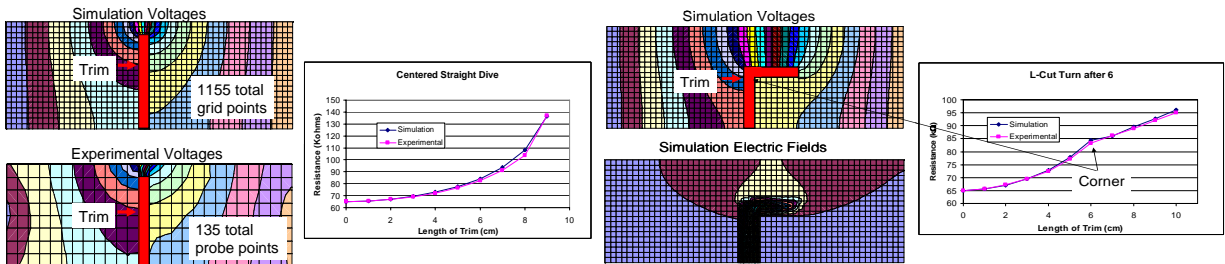 Simulation Voltages
Trim
1155 total
grid points
Experimental Voltages
Trim
135 total
probe points
Centered Straight Dive
Resistance (Kohms)
150
140
130
120
110
100
90
80
70
60
Simulation
Experimental
0 2 4 6 8 10
Length of Trim (cm)
Simulation Voltages
Trim
Simulation Electric Fields
L-Cut Turn after 6
100
95
90
85
80
75
70
65
60
Simulation
Experimental
Corner
0 2 4 6 8 10
Length of Trim (cm)